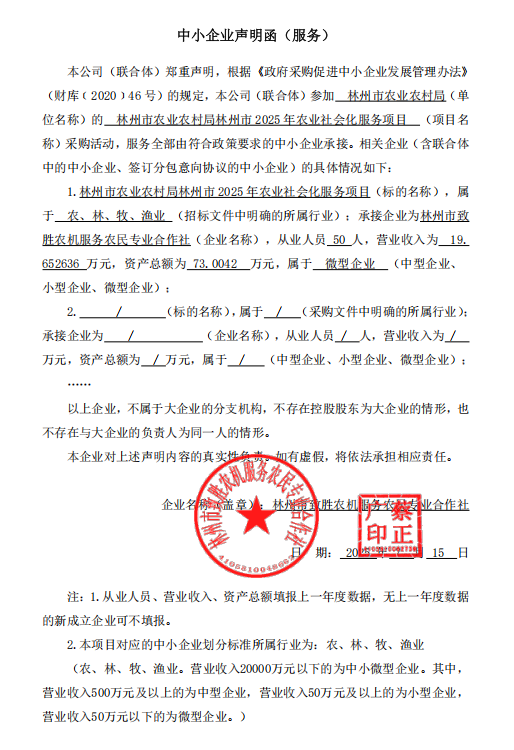 中小企业声明函（服务）
本公司（联合体）郑重声明，根据《政府采购促进中小企业发展管理办法》
（财库﹝2020﹞46 号）的规定，本公司（联合体）参加 林州市农业农村局（单
位名称）的 林州市农业农村局林州市 2025 年农业社会化服务项目 （项目名
称）采购活动，服务全部由符合政策要求的中小企业承接。相关企业（含联合体
中的中小企业、签订分包意向协议的中小企业）的具体情况如下：
1.林州市农业农村局林州市 2025 年农业社会化服务项目（标的名称），属
于 农、林、牧、渔业 （招标文件中明确的所属行业）；承接企业为林州市致
胜农机服务农民专业合作社（企业名称），从业人员 50 人，营业收入为 19.
652636 万元，资产总额为 73.0042 万元，属于 微型企业 （中型企业、
小型企业、微型企业）；
2. / （标的名称），属于 / （采购文件中明确的所属行业）；
承接企业为 / （企业名称），从业人员 / 人，营业收入为 /
万元，资产总额为 / 万元，属于 / （中型企业、小型企业、微型企业）；
……
以上企业，不属于大企业的分支机构，不存在控股股东为大企业的情形，也
不存在与大企业的负责人为同一人的情形。
本企业对上述声明内容的真实性负责。如有虚假，将依法承担相应责任。
企业名称（盖章）：林州市致胜农机服务农民专业合作社
日 期： 2025 年 月 15 日
林州市致胜农机服务农民专业合作社
蔡正
广印
注：1.从业人员、营业收入、资产总额填报上一年度数据，无上一年度数据
的新成立企业可不填报。
2.本项目对应的中小企业划分标准所属行业为：农、林、牧、渔业
（农、林、牧、渔业。营业收入20000万元以下的为中小微型企业。其中，
营业收入500万元及以上的为中型企业，营业收入50万元及以上的为小型企业，
营业收入50万元以下的为微型企业。）